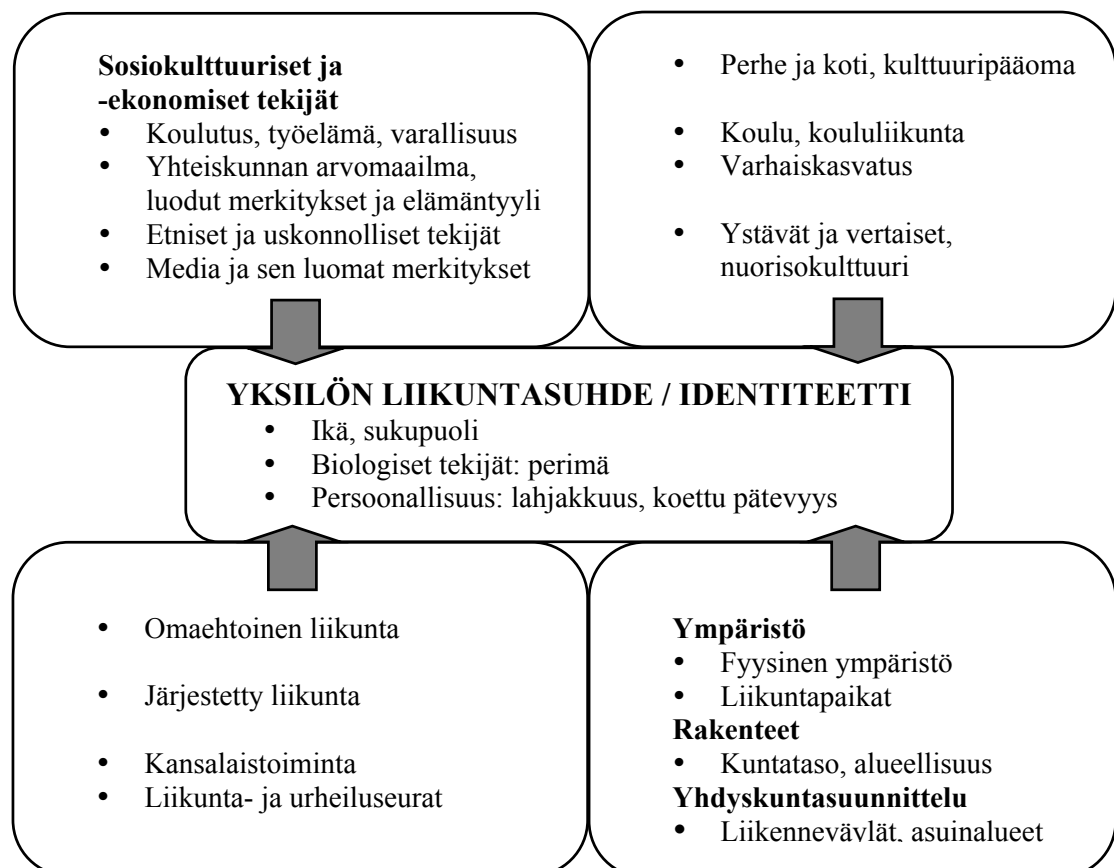 Sosiokulttuuriset ja
-ekonomiset tekijät
• Koulutus, työelämä, varallisuus
• Yhteiskunnan arvomaailma,
luodut merkitykset ja elämäntyyli
• Etniset ja uskonnolliset tekijät
• Media ja sen luomat merkitykset
• Perhe ja koti, kulttuuripääoma
• Koulu, koululiikunta
• Varhaiskasvatus
• Ystävät ja vertaiset,
nuorisokulttuuri
YKSILÖN LIIKUNTASUHDE / IDENTITEETTI
• Ikä, sukupuoli
• Biologiset tekijät: perimä
• Persoonallisuus: lahjakkuus, koettu pätevyys
• Omaehtoinen liikunta
• Järjestetty liikunta
• Kansalaistoiminta
• Liikunta- ja urheiluseurat
Ympäristö
• Fyysinen ympäristö
• Liikuntapaikat
Rakenteet
• Kuntataso, alueellisuus
Yhdyskuntasuunnittelu
• Liikenneväylät, asuinalueet